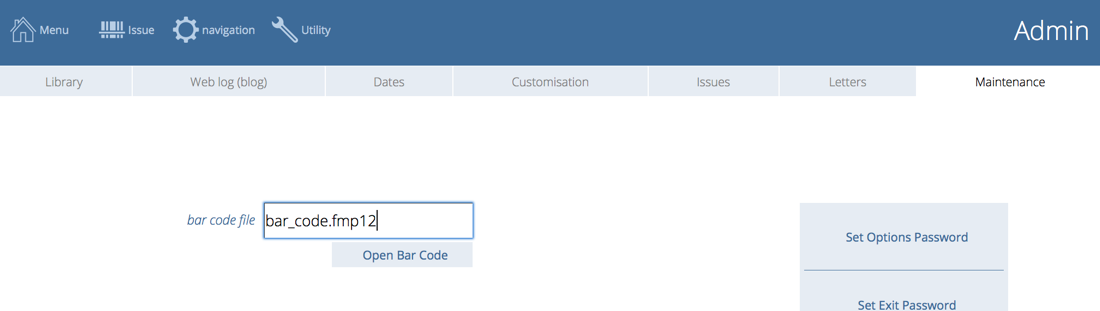 Menu Issue navigation Utility Admin
Library Web log (blog) Dates Customisation Issues Letters Maintenance
bar code file bar_code.fmp12
Set Options Password
Open Bar Code
Set Exit Password